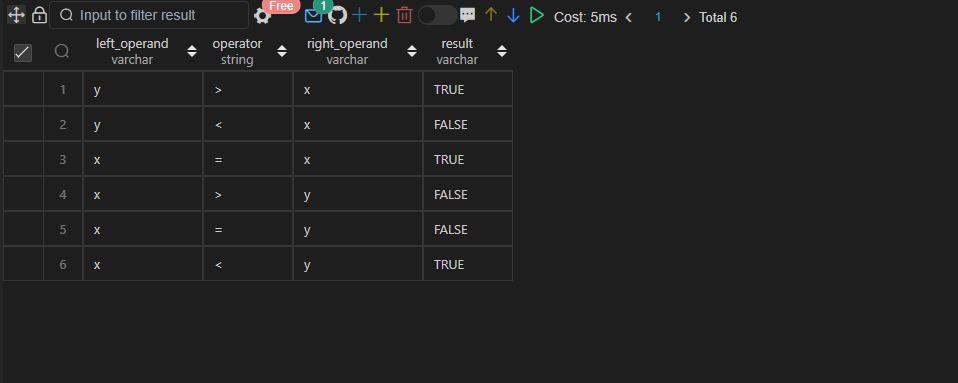 Input to filter result Free 1 Cost: 5ms 1 Total 6
left_operand operator right_operand result
varchar string varchar varchar
1 y > x TRUE
2 y < x FALSE
3 x = x TRUE
4 x > y FALSE
5 x = y FALSE
6 x < y TRUE